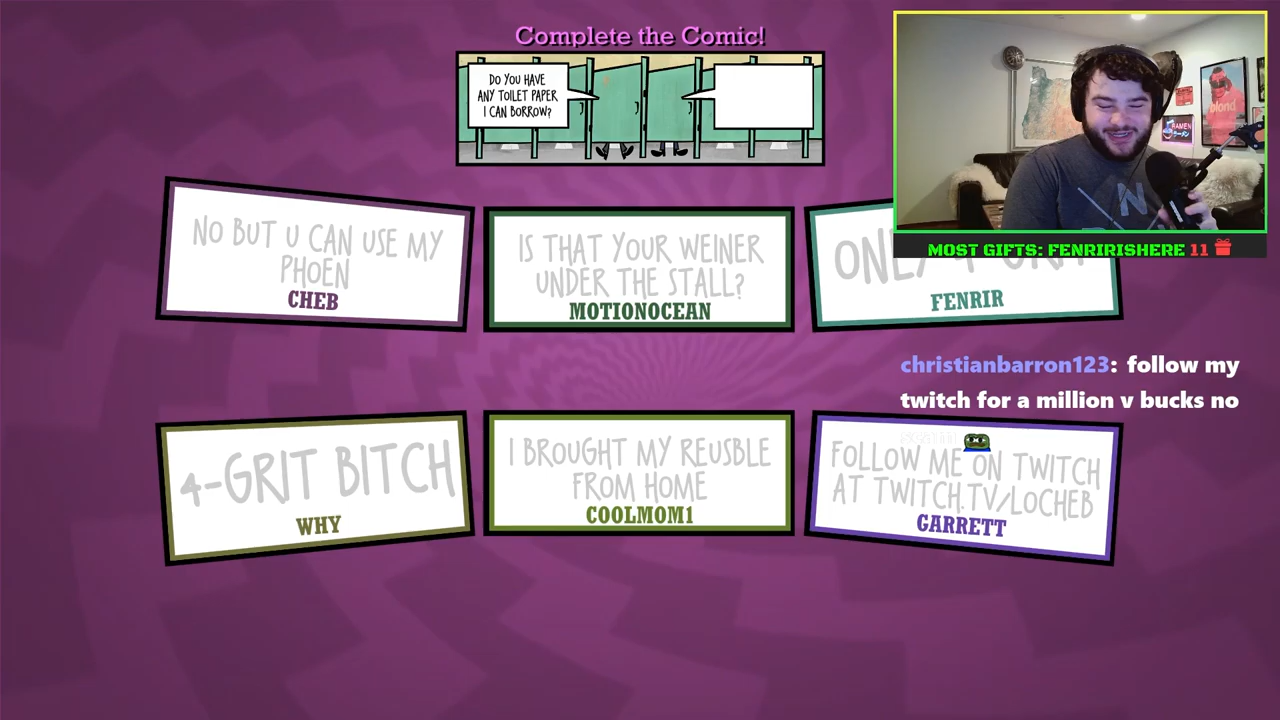 Complete the Comic!
DO YOU HAVE
ANY TOILET PAPER
I CAN BORROW?
NO BUT U CAN USE MY
PHOEN
CHEB
IS THAT YOUR WEINER
UNDER THE STALL?
MOTIONOCEAN
FENRIR
blond
RAMEN
N
MOST GIFTS: FENRIRISHERE 11
christianbarron123: follow my
twitch for a million v bucks no
4-GRIT BITCH
WHY
I BROUGHT MY REUSBLE
FROM HOME
COOLMOM1
FOLLOW ME ON TWITCH
AT TWITCH.TV/LOCHEB
GARRETT